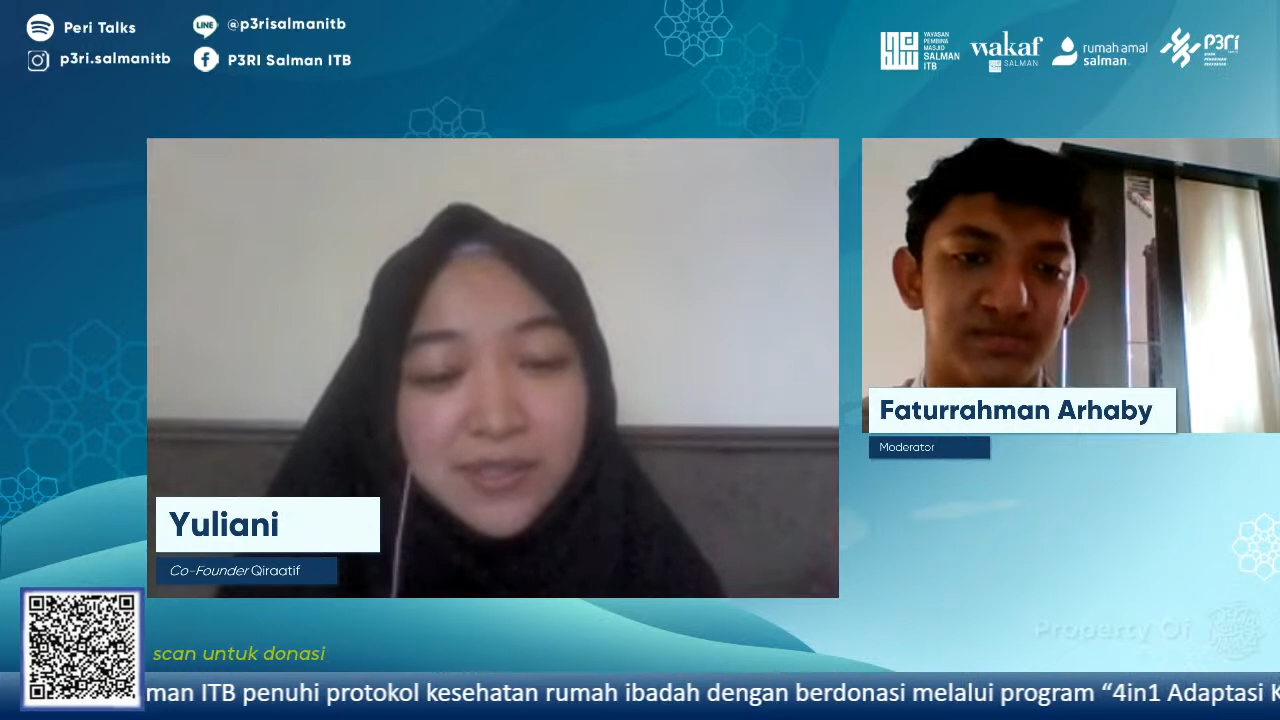 Peri Talks
@p3risalmanitb
p3ri.salmanitb
P3RI Salman ITB
LINE
YAYASAN
PEMBINA
MASJID
SALMAN
ITB
wakaf
SALMAN
rumah amal
salman
P3Ri
Faturrahman Arhaby
Moderator
Yuliani
Co-Founder Qiraatif
Property Of
scan untuk donasi
man ITB penuhi protokol kesehatan rumah ibadah dengan berdonasi melalui program “4in1 Adaptasi K